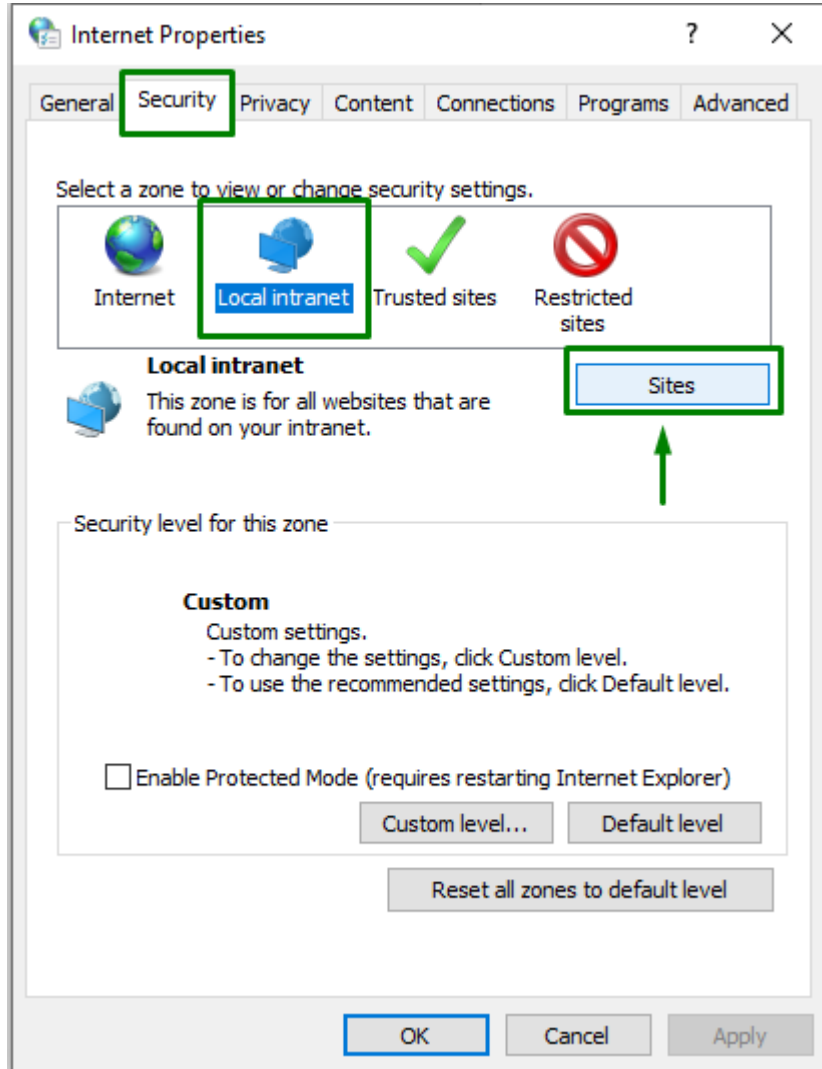 Internet Properties
?
General Security Privacy Content Connections Programs Advanced
Select a zone to view or change security settings.
Internet Local intranet Trusted sites Restricted
sites
Local intranet
Sites
This zone is for all websites that are
found on your intranet.
Security level for this zone
Custom
Custom settings.
- To change the settings, click Custom level.
- To use the recommended settings, click Default level.
Enable Protected Mode (requires restarting Internet Explorer)
Custom level... Default level
Reset all zones to default level
OK Cancel Apply